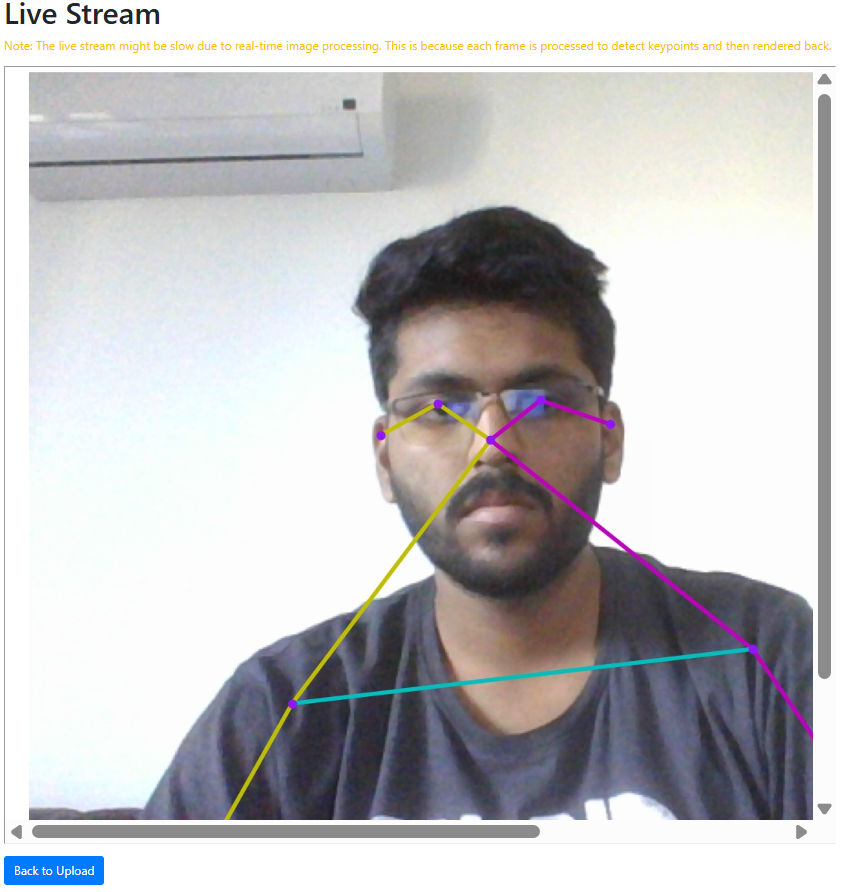 Live Stream
Note: The live stream might be slow due to real-time image processing. This is because each frame is processed to detect keypoints and then rendered back.
Back to Upload